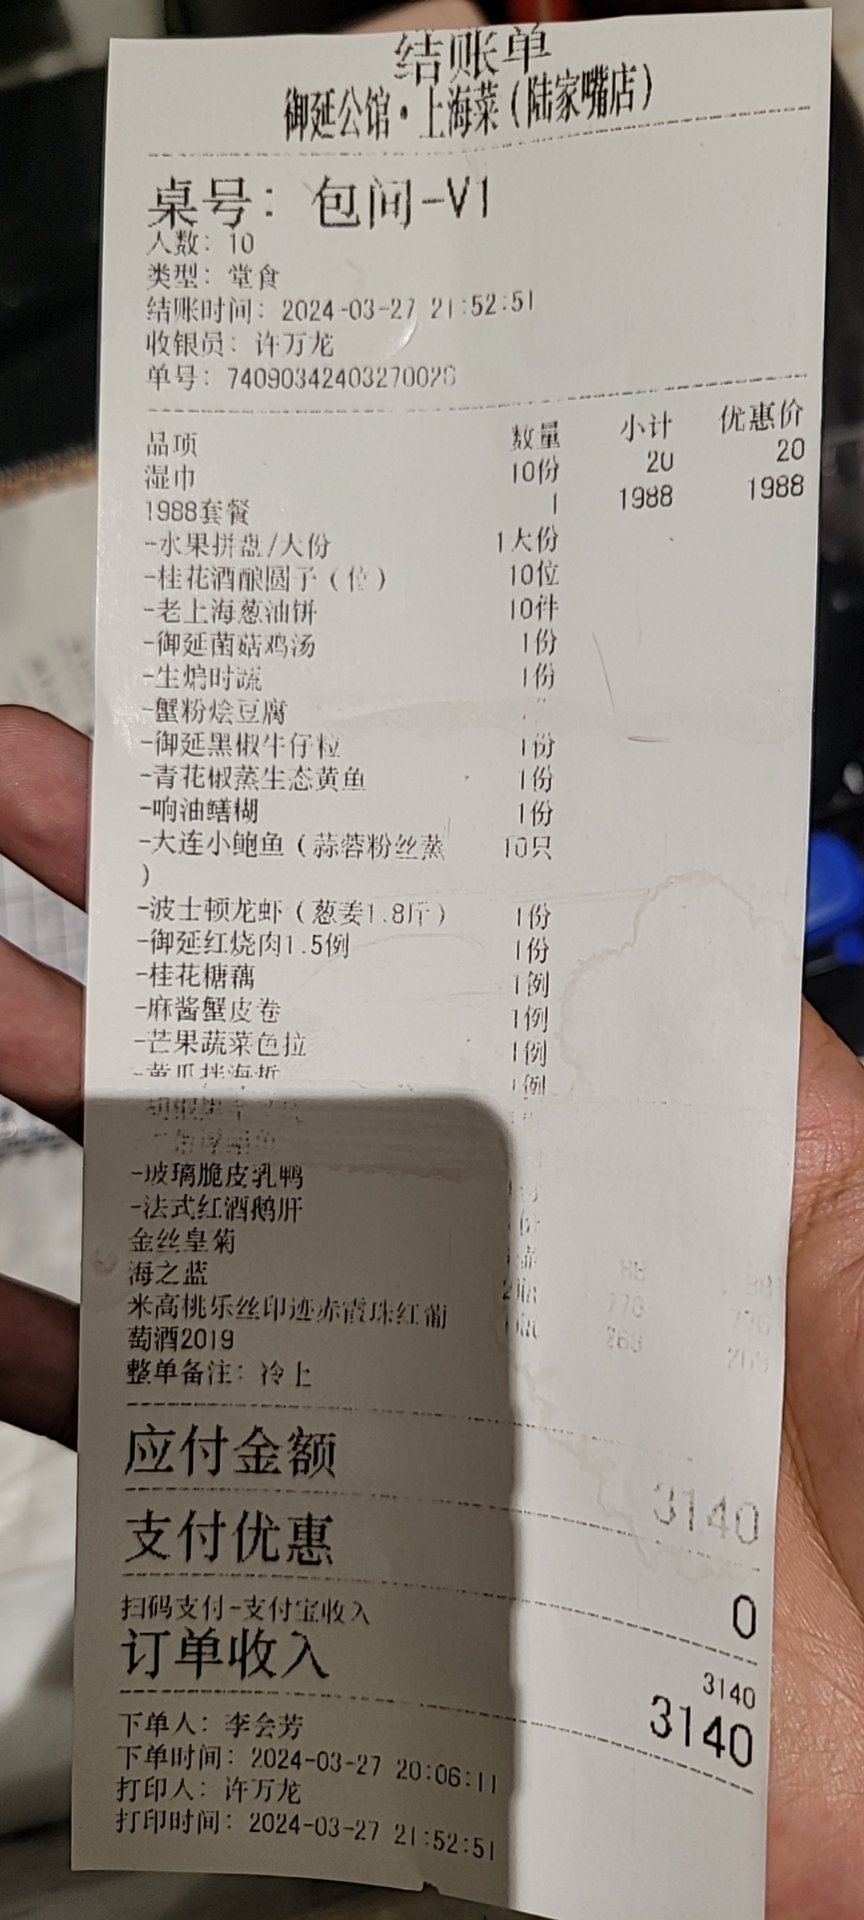 结账单
御延公馆·上海菜(陆家嘴店)
桌号: 包间-V1
人数: 10
类型: 堂食
结账时间: 2024-03-27 21:52:51
收银员: 许万龙
单号: 7409034240327002
品项 数量 小计 优惠价
湿巾 10份 20 20
1988套餐 1 1988 1988
-水果拼盘/大份 1大份
-桂花酒酿圆子(位) 10位
-老上海葱油饼 10件
-御延菌菇鸡汤 1份
-生煸时蔬 1份
-蟹粉烩豆腐
-御延黑椒牛仔粒 1份
-青花椒蒸生态黄鱼 1份
-响油鳝糊 1份
-大连小鲍鱼(蒜蓉粉丝蒸 10只
)
-波士顿龙虾(葱姜1.8斤) 1份
-御延红烧肉1.5例 1份
-桂花糖藕 1例
-麻酱蟹皮卷 1例
-芒果蔬菜色拉 1例
-黄瓜拌海蜇 1例
-玻璃脆皮乳鸭
-法式红酒鹅肝
金丝皇菊 88 88
海之蓝 776 776
米高桃乐丝印迹赤霞珠红葡 268 268
萄酒2019
整单备注: 冷上
应付金额 3140
支付优惠 0
扫码支付-支付宝收入 3140
订单收入 3140
下单人: 李会芳
下单时间: 2024-03-27 20:06:11
打印人: 许万龙
打印时间: 2024-03-27 21:52:51